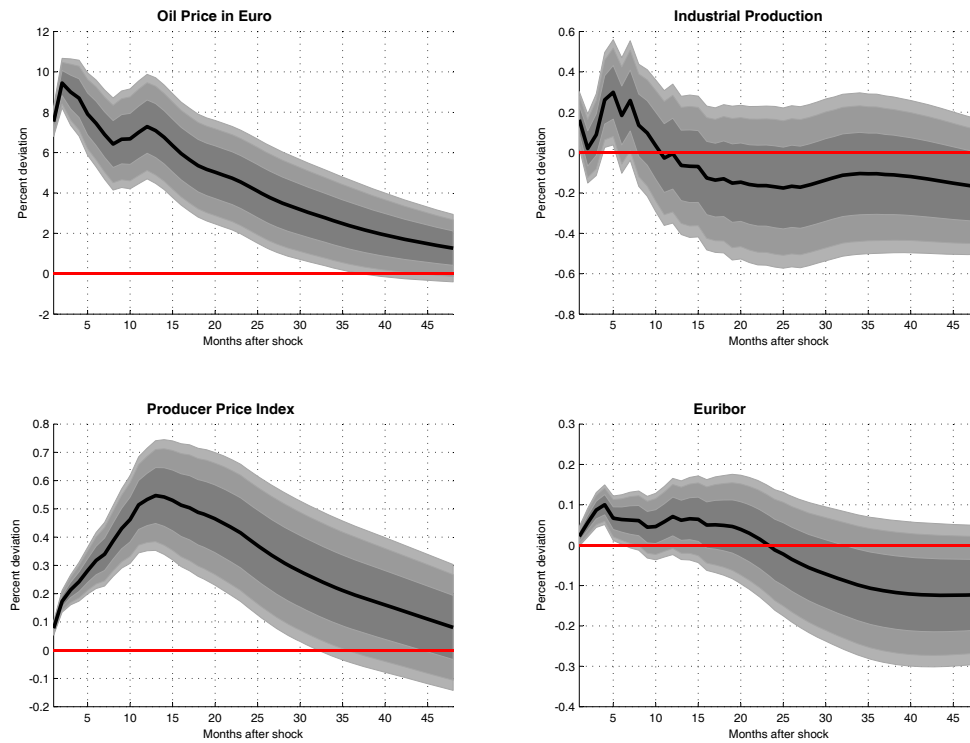 Oil Price in Euro
12
10
8
6
4
2
0
-2
Percent deviation
5 10 15 20 25 30 35 40 45
Months after shock
Industrial Production
0.6
0.4
0.2
0
-0.2
-0.4
-0.6
-0.8
Percent deviation
5 10 15 20 25 30 35 40 45
Months after shock
Producer Price Index
0.8
0.7
0.6
0.5
0.4
0.3
0.2
0.1
0
-0.1
-0.2
Percent deviation
5 10 15 20 25 30 35 40 45
Months after shock
Euribor
0.3
0.2
0.1
0
-0.1
-0.2
-0.3
-0.4
Percent deviation
5 10 15 20 25 30 35 40 45
Months after shock